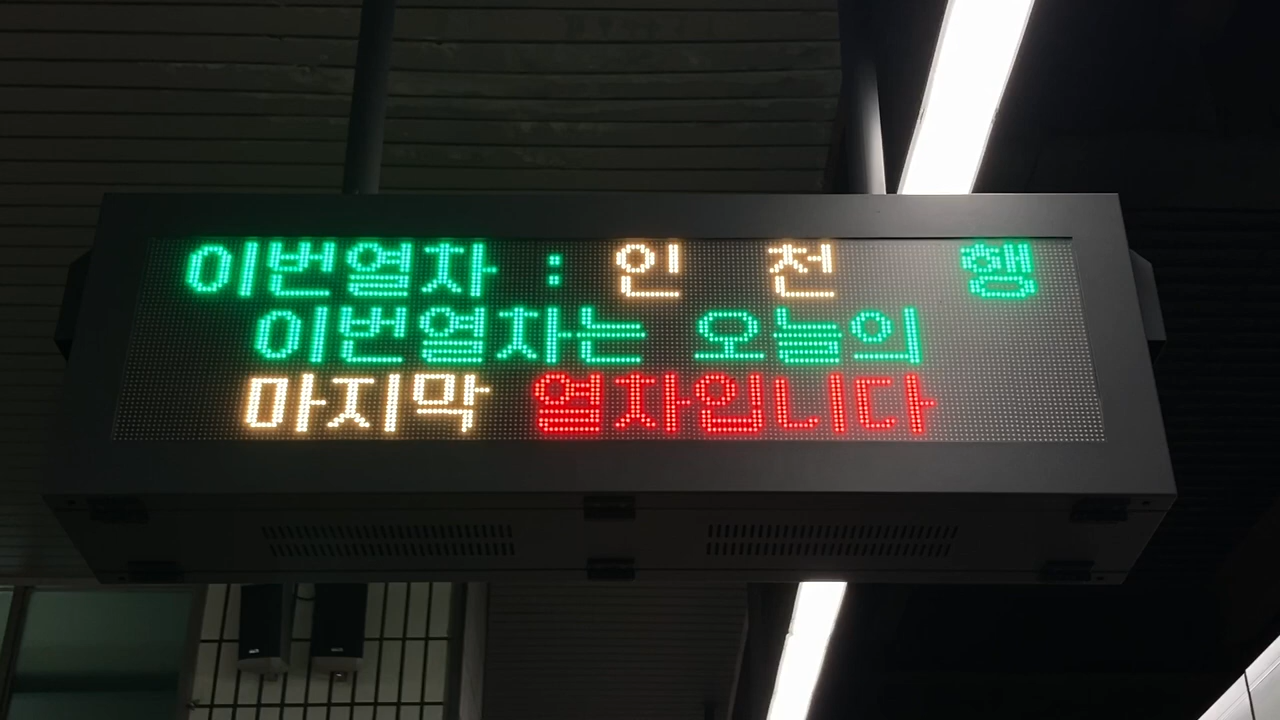 이번열차 : 인 천 행
이번열차는 오늘의
마지막 열차입니다